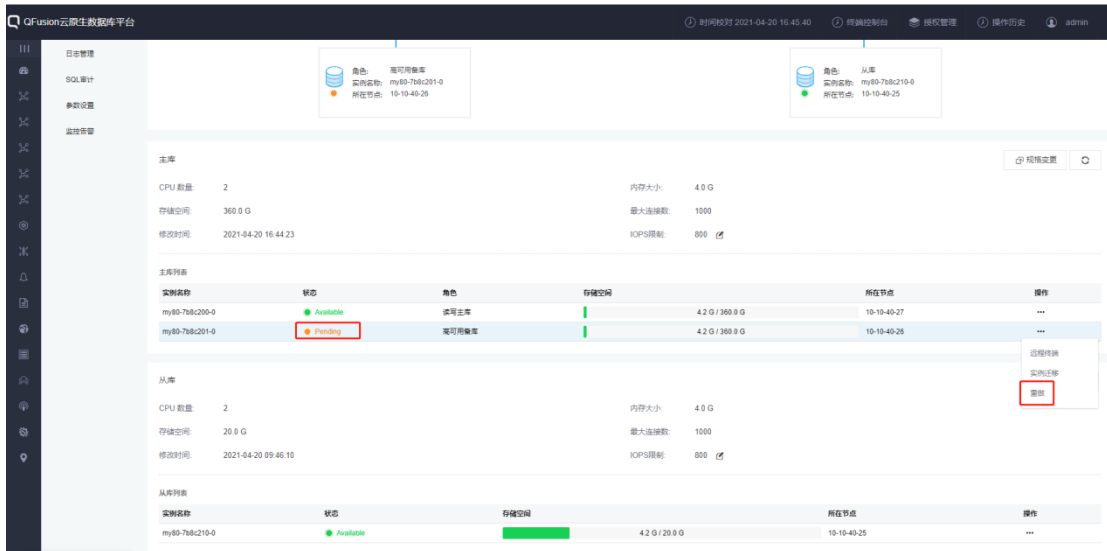 QFusion云原生数据库平台
时间校对 2021-04-20 16:45:40 终端控制台 授权管理 操作历史 admin
日志管理
SQL审计
参数设置
监控告警
角色: 高可用备库
实例名称: my80-7b8c201-0
所在节点: 10-10-40-26
角色: 从库
实例名称: my80-7b8c210-0
所在节点: 10-10-40-25
主库 规格变更
CPU 数量: 2 内存大小: 4.0 G
存储空间: 360.0 G 最大连接数: 1000
修改时间: 2021-04-20 16:44:23 IOPS限制: 800
主库列表
实例名称 状态 角色 存储空间 所在节点 操作
my80-7b8c200-0 Available 读写主库 4.2 G / 360.0 G 10-10-40-27 •••
my80-7b8c201-0 Pending 高可用备库 4.2 G / 360.0 G 10-10-40-26 •••
远程终端
实例迁移
重做
从库
CPU 数量: 2 内存大小: 4.0 G
存储空间: 20.0 G 最大连接数: 1000
修改时间: 2021-04-20 09:46:10 IOPS限制: 800
从库列表
实例名称 状态 存储空间 所在节点 操作
my80-7b8c210-0 Available 4.2 G / 20.0 G 10-10-40-25 •••